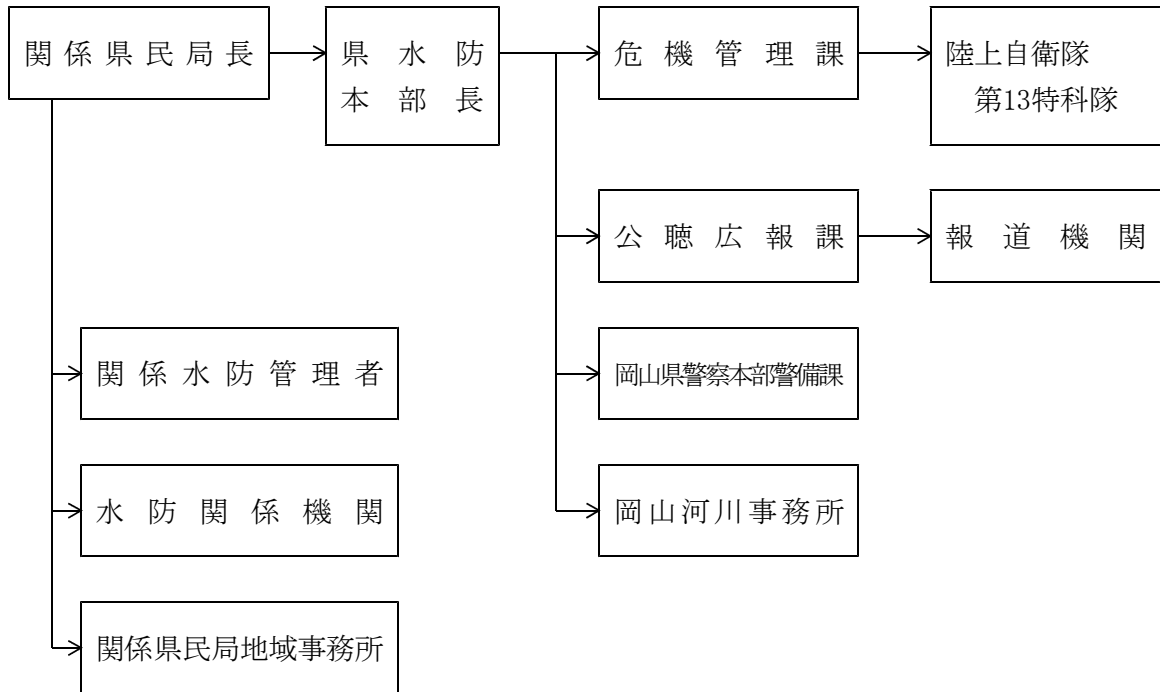 関係県民局長
県水防
本部長
危機管理課
陸上自衛隊
第13特科隊
公聴広報課
報道機関
関係水防管理者
岡山県警察本部警備課
水防関係機関
岡山河川事務所
関係県民局地域事務所